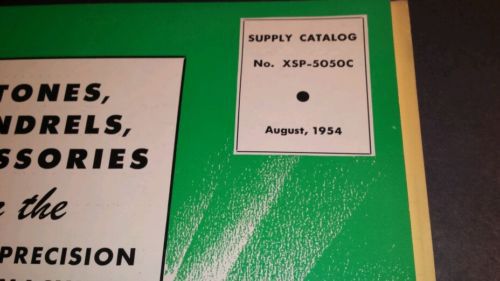 SUPPLY CATALOG
No. XSP-5050C
August, 1954
TONES,
NDRELS,
SSORIES
the
PRECISION